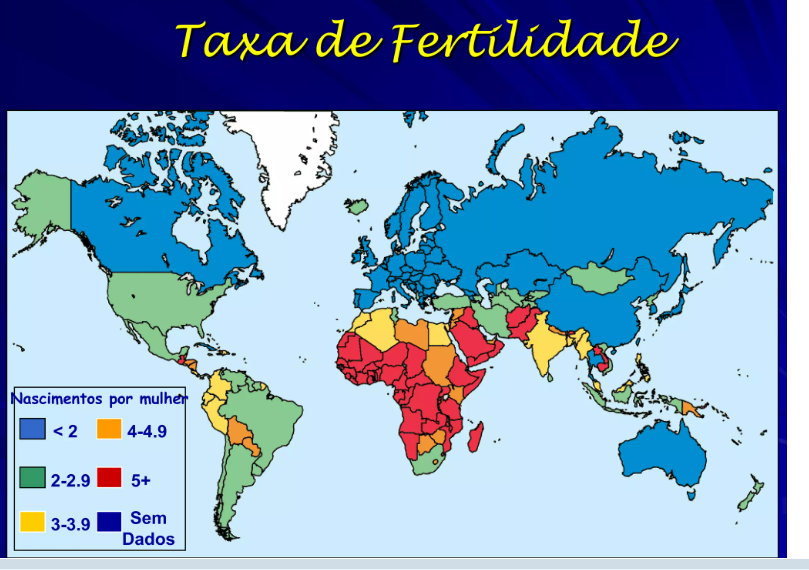 Taxa de Fertilidade
Nascimentos por mulher
< 2
4-4.9
2-2.9
5+
3-3.9
Sem
Dados